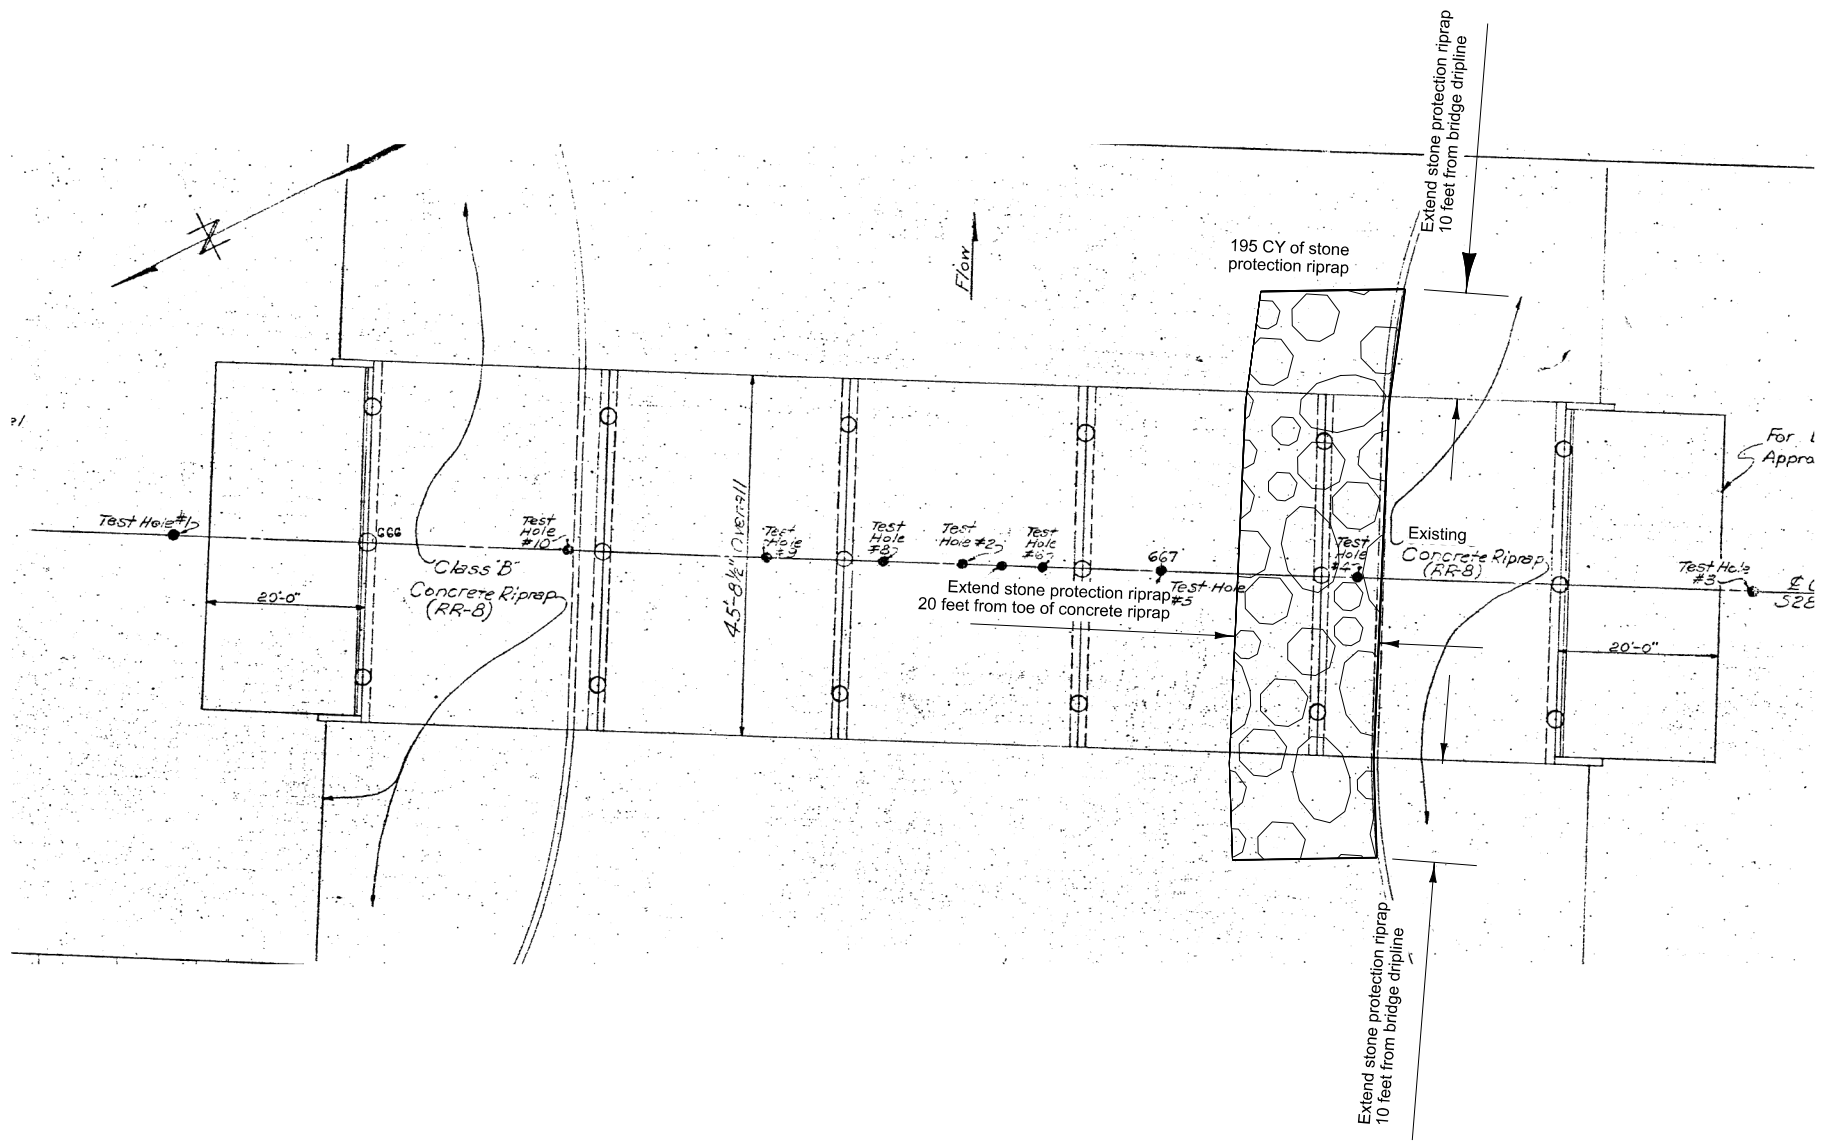 Extend stone protection riprap
10 feet from bridge dripline
195 CY of stone
protection riprap
Flow
N
For
Test Hole #1
666
Test
Hole
#10
Test
Hole
#9
Test
Hole
#8
Test
Hole #2
Test
Hole
#6
667
Test Hole
#5
Test
Hole
#4
Existing
Concrete Riprap
(RR-8)
Test Hole
#3
Class "B"
Concrete Riprap
(RR-8)
20'-0"
45'-8½" Overall
Extend stone protection riprap
20 feet from toe of concrete riprap
20'-0"
Extend stone protection riprap
10 feet from bridge dripline